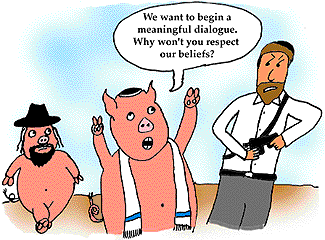 We want to begin a
meaningful dialogue.
Why won't you respect
our beliefs?